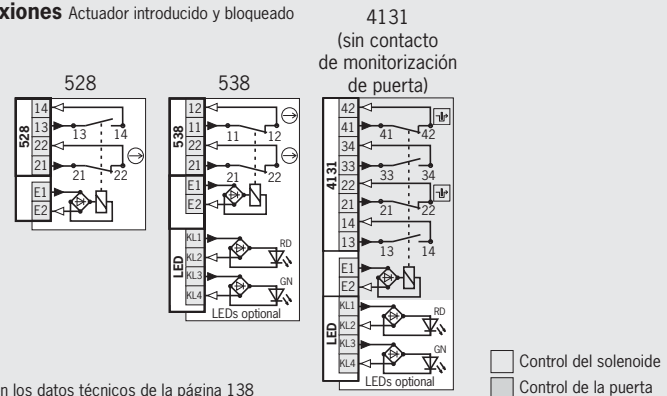 xiones Actuador introducido y bloqueado
4131
(sin contacto
de monitorización
de puerta)
528
538
14
13
22
21
E1
E2
528
13 14
21 22
12
11
22
21
E1
E2
538
11 12
21 22
KL1
KL2
KL3
KL4
LED
RD
GN
LEDs optional
42
41
34
33
22
21
14
13
4131
41 42
33 34
21 22
13 14
E1
E2
KL1
KL2
KL3
KL4
LED
RD
GN
LEDs optional
Control del solenoide
Control de la puerta
n los datos técnicos de la página 138